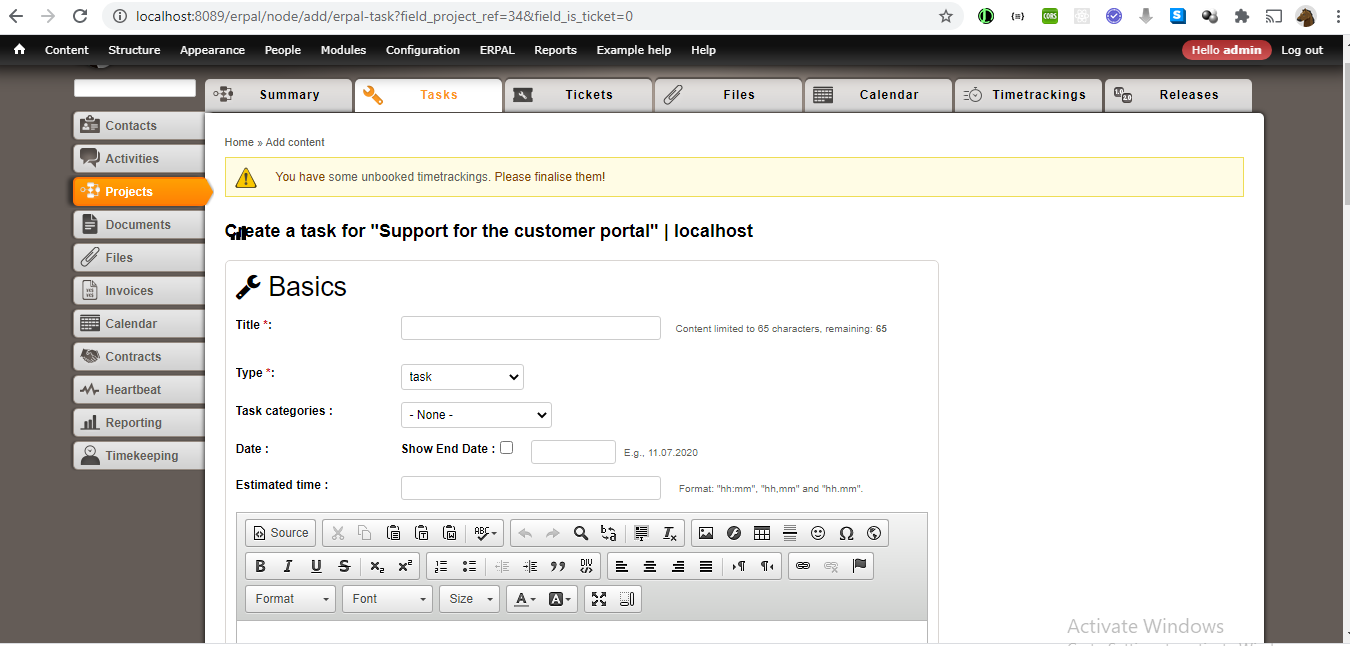 localhost:8089/erpal/node/add/erpal-task?field_project_ref=34&field_is_ticket=0
CORS
Content Structure Appearance People Modules Configuration ERPAL Reports Example help Help Hello admin Log out
Summary Tasks Tickets Files Calendar Timetrackings Releases
Contacts
Activities
Projects
Documents
Files
Invoices
Calendar
Contracts
Heartbeat
Reporting
Timekeeping
Home » Add content
You have some unbooked timetrackings. Please finalise them!
Create a task for "Support for the customer portal" | localhost
Basics
Title *: Content limited to 65 characters, remaining: 65
Type *: task
Task categories : - None -
Date : Show End Date : E.g., 11.07.2020
Estimated time : Format: "hh:mm", "hh,mm" and "hh.mm".
Source
Format Font Size
Activate Windows